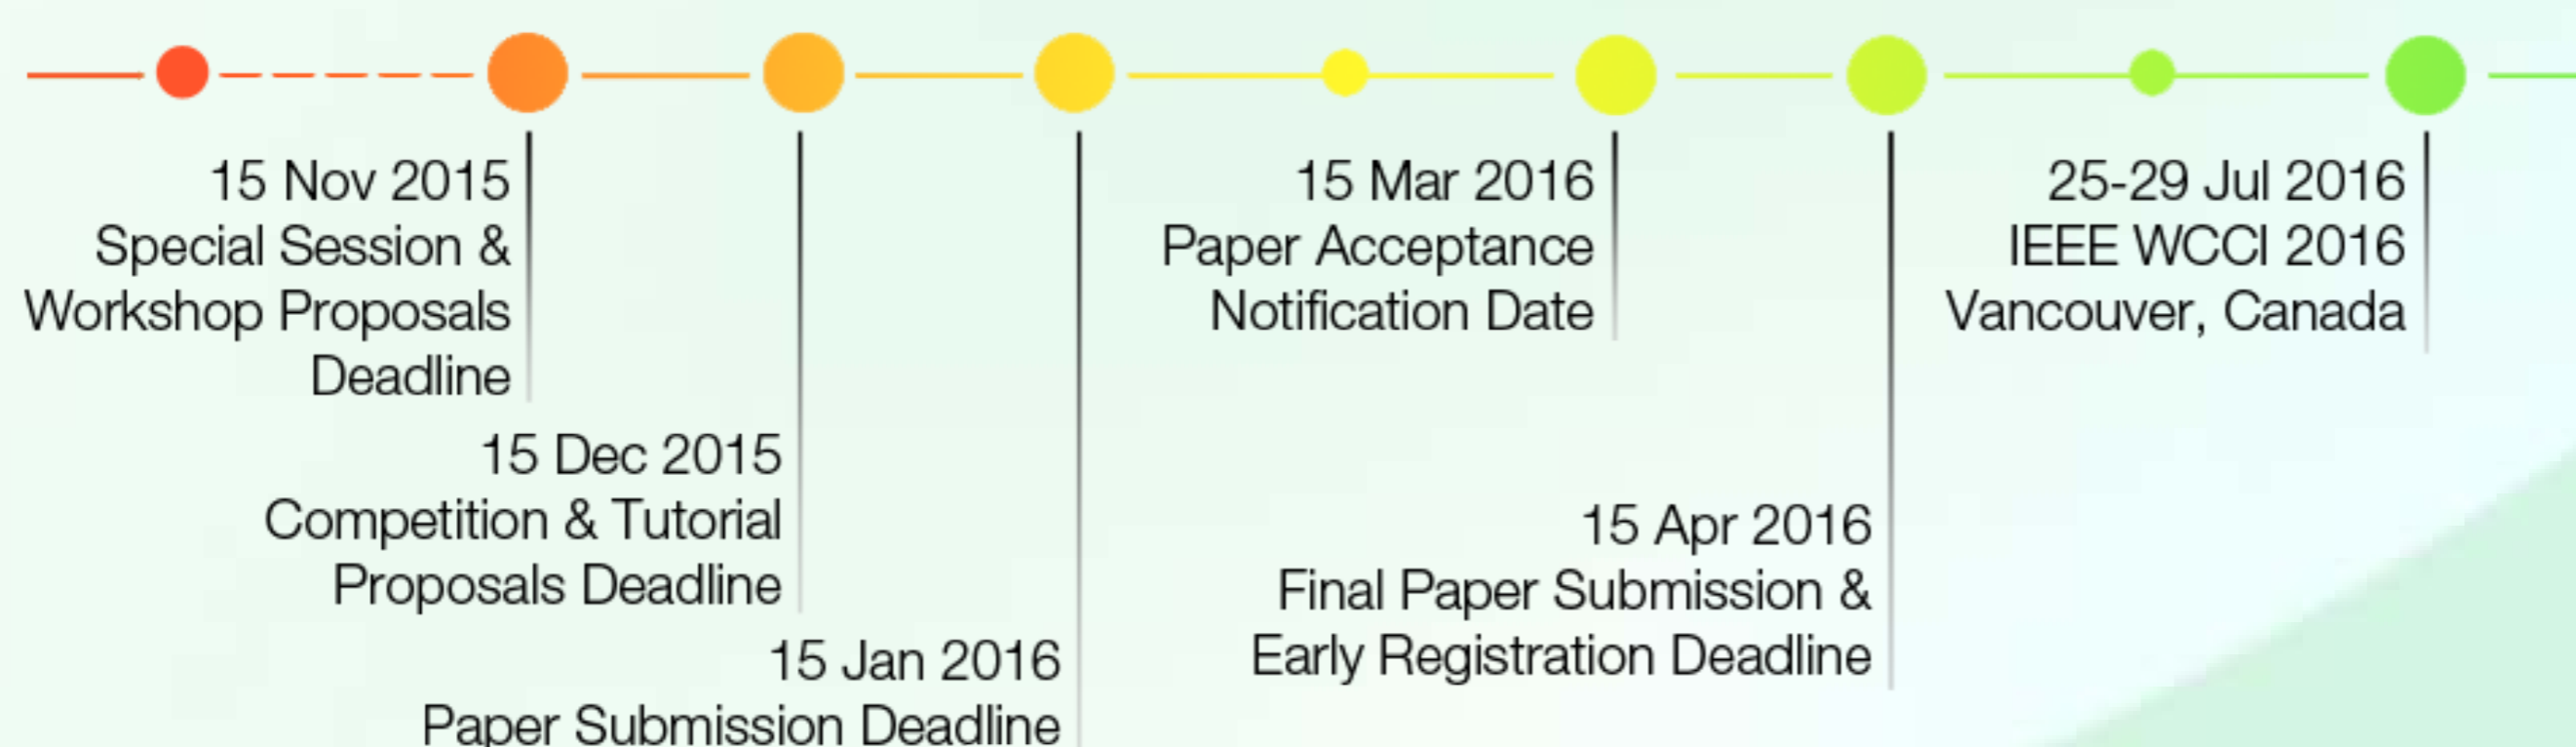 15 Nov 2015
Special Session &
Workshop Proposals
Deadline
15 Dec 2015
Competition & Tutorial
Proposals Deadline
15 Jan 2016
Paper Submission Deadline
15 Mar 2016
Paper Acceptance
Notification Date
15 Apr 2016
Final Paper Submission &
Early Registration Deadline
25-29 Jul 2016
IEEE WCCI 2016
Vancouver, Canada